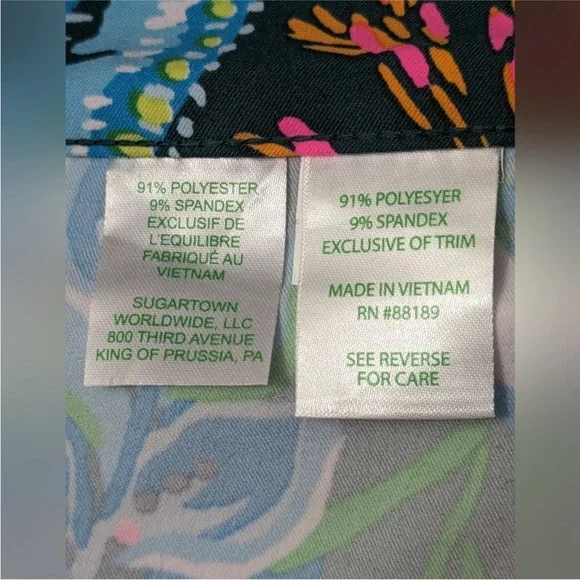 91% POLYESTER
9% SPANDEX
EXCLUSIF DE
L'EQUILIBRE
FABRIQUÉ AU
VIETNAM
SUGARTOWN
WORLDWIDE, LLC
800 THIRD AVENUE
KING OF PRUSSIA, PA
91% POLYESYER
9% SPANDEX
EXCLUSIVE OF TRIM
MADE IN VIETNAM
RN #88189
SEE REVERSE
FOR CARE